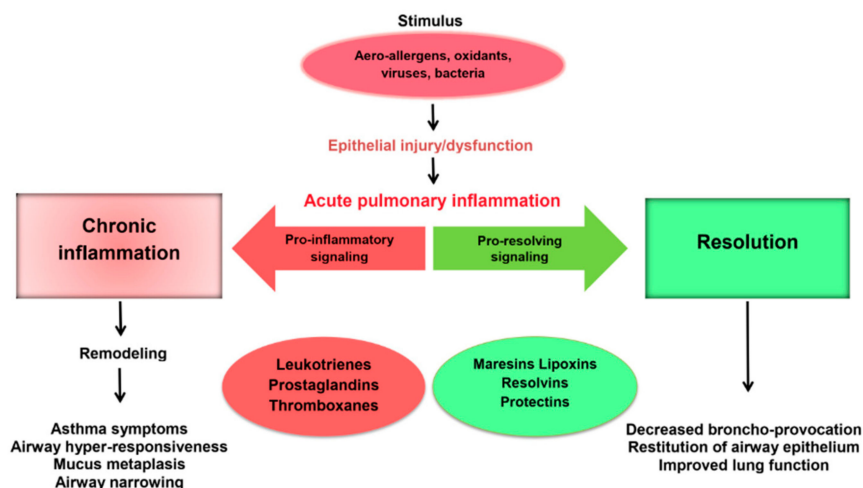 Stimulus
Aero-allergens, oxidants,
viruses, bacteria
Epithelial injury/dysfunction
Acute pulmonary inflammation
Chronic
inflammation
Pro-inflammatory
signaling
Pro-resolving
signaling
Resolution
Remodeling
Leukotrienes
Prostaglandins
Thromboxanes
Maresins Lipoxins
Resolvins
Protectins
Asthma symptoms
Airway hyper-responsiveness
Mucus metaplasis
Airway narrowing
Decreased broncho-provocation
Restitution of airway epithelium
Improved lung function